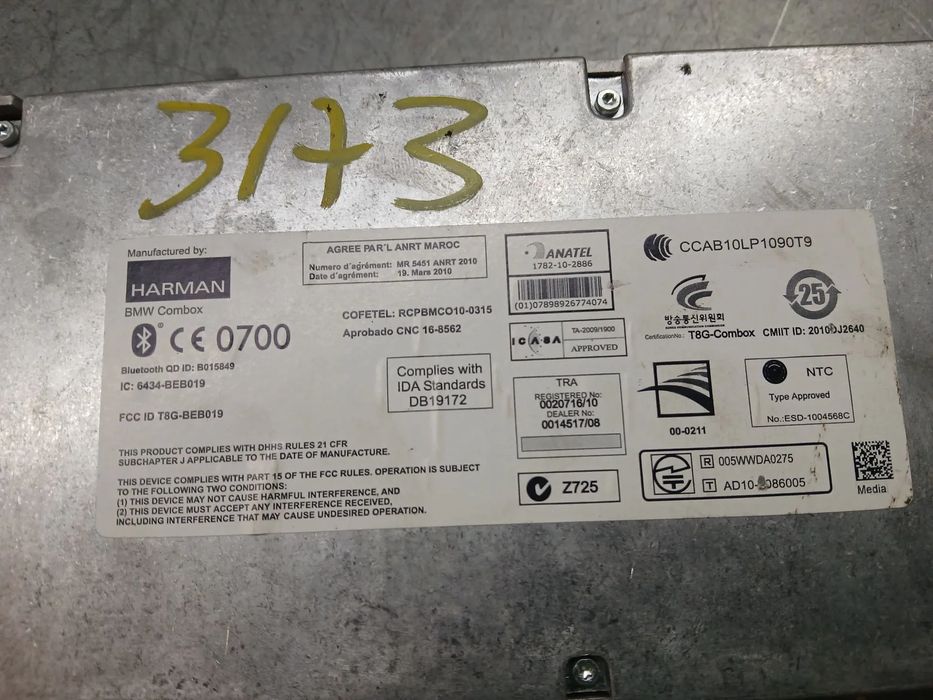 3173
Manufactured by:
HARMAN
BMW Combox
CE 0700
Bluetooth QD ID: B015849
IC: 6434-BEB019
FCC ID T8G-BEB019
THIS PRODUCT COMPLIES WITH DHHS RULES 21 CFR
SUBCHAPTER J APPLICABLE TO THE DATE OF MANUFACTURE.
THIS DEVICE COMPLIES WITH PART 15 OF THE FCC RULES. OPERATION IS SUBJECT
TO THE FOLLOWING TWO CONDITIONS:
(1) THIS DEVICE MAY NOT CAUSE HARMFUL INTERFERENCE, AND
(2) THIS DEVICE MUST ACCEPT ANY INTERFERENCE RECEIVED,
INCLUDING INTERFERENCE THAT MAY CAUSE UNDESIRED OPERATION.
AGREE PAR'L ANRT MAROC
Numero d'agrément: MR 5451 ANRT 2010
Date d'agrément: 19. Mars 2010
COFETEL: RCPBMCO10-0315
Aprobado CNC 16-8562
Complies with
IDA Standards
DB19172
ANATEL
1782-10-2886
(01)07898926774074
ICASA
TA-2009/1900
APPROVED
TRA
REGISTERED No:
0020716/10
DEALER No:
0014517/08
Z725
CCAB10LP1090T9
방송통신위원회
KOREA COMMUNICATIONS COMMISSION
CertificationNo.: T8G-Combox
25
CMIIT ID: 2010DJ2640
00-0211
NTC
Type Approved
No.:ESD-1004568C
R 005WWDA0275
T AD10-086005
Media